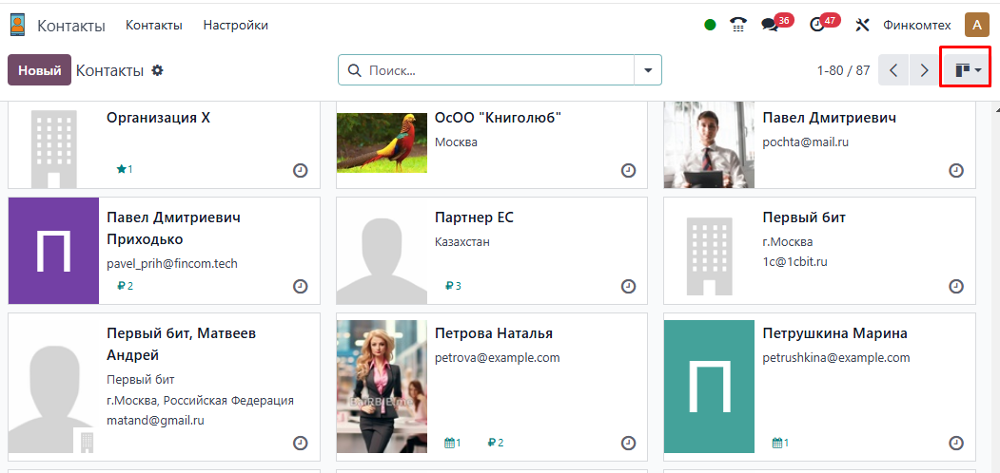 Контакты Контакты Настройки 36 47 Финкомтех A
Новый Контакты Поиск... 1-80 / 87
Организация X
1
ОсОО "Книголюб"
Москва
Павел Дмитриевич
pochta@mail.ru
П
Павел Дмитриевич
Приходько
pavel_prih@fincom.tech
₽ 2
Партнер ЕС
Казахстан
₽ 3
Первый бит
г.Москва
1c@1cbit.ru
Первый бит, Матвеев
Андрей
Первый бит
г.Москва, Российская Федерация
matand@gmail.ru
Петрова Наталья
petrova@example.com
1 ₽ 2
П
Петрушкина Марина
petrushkina@example.com
1